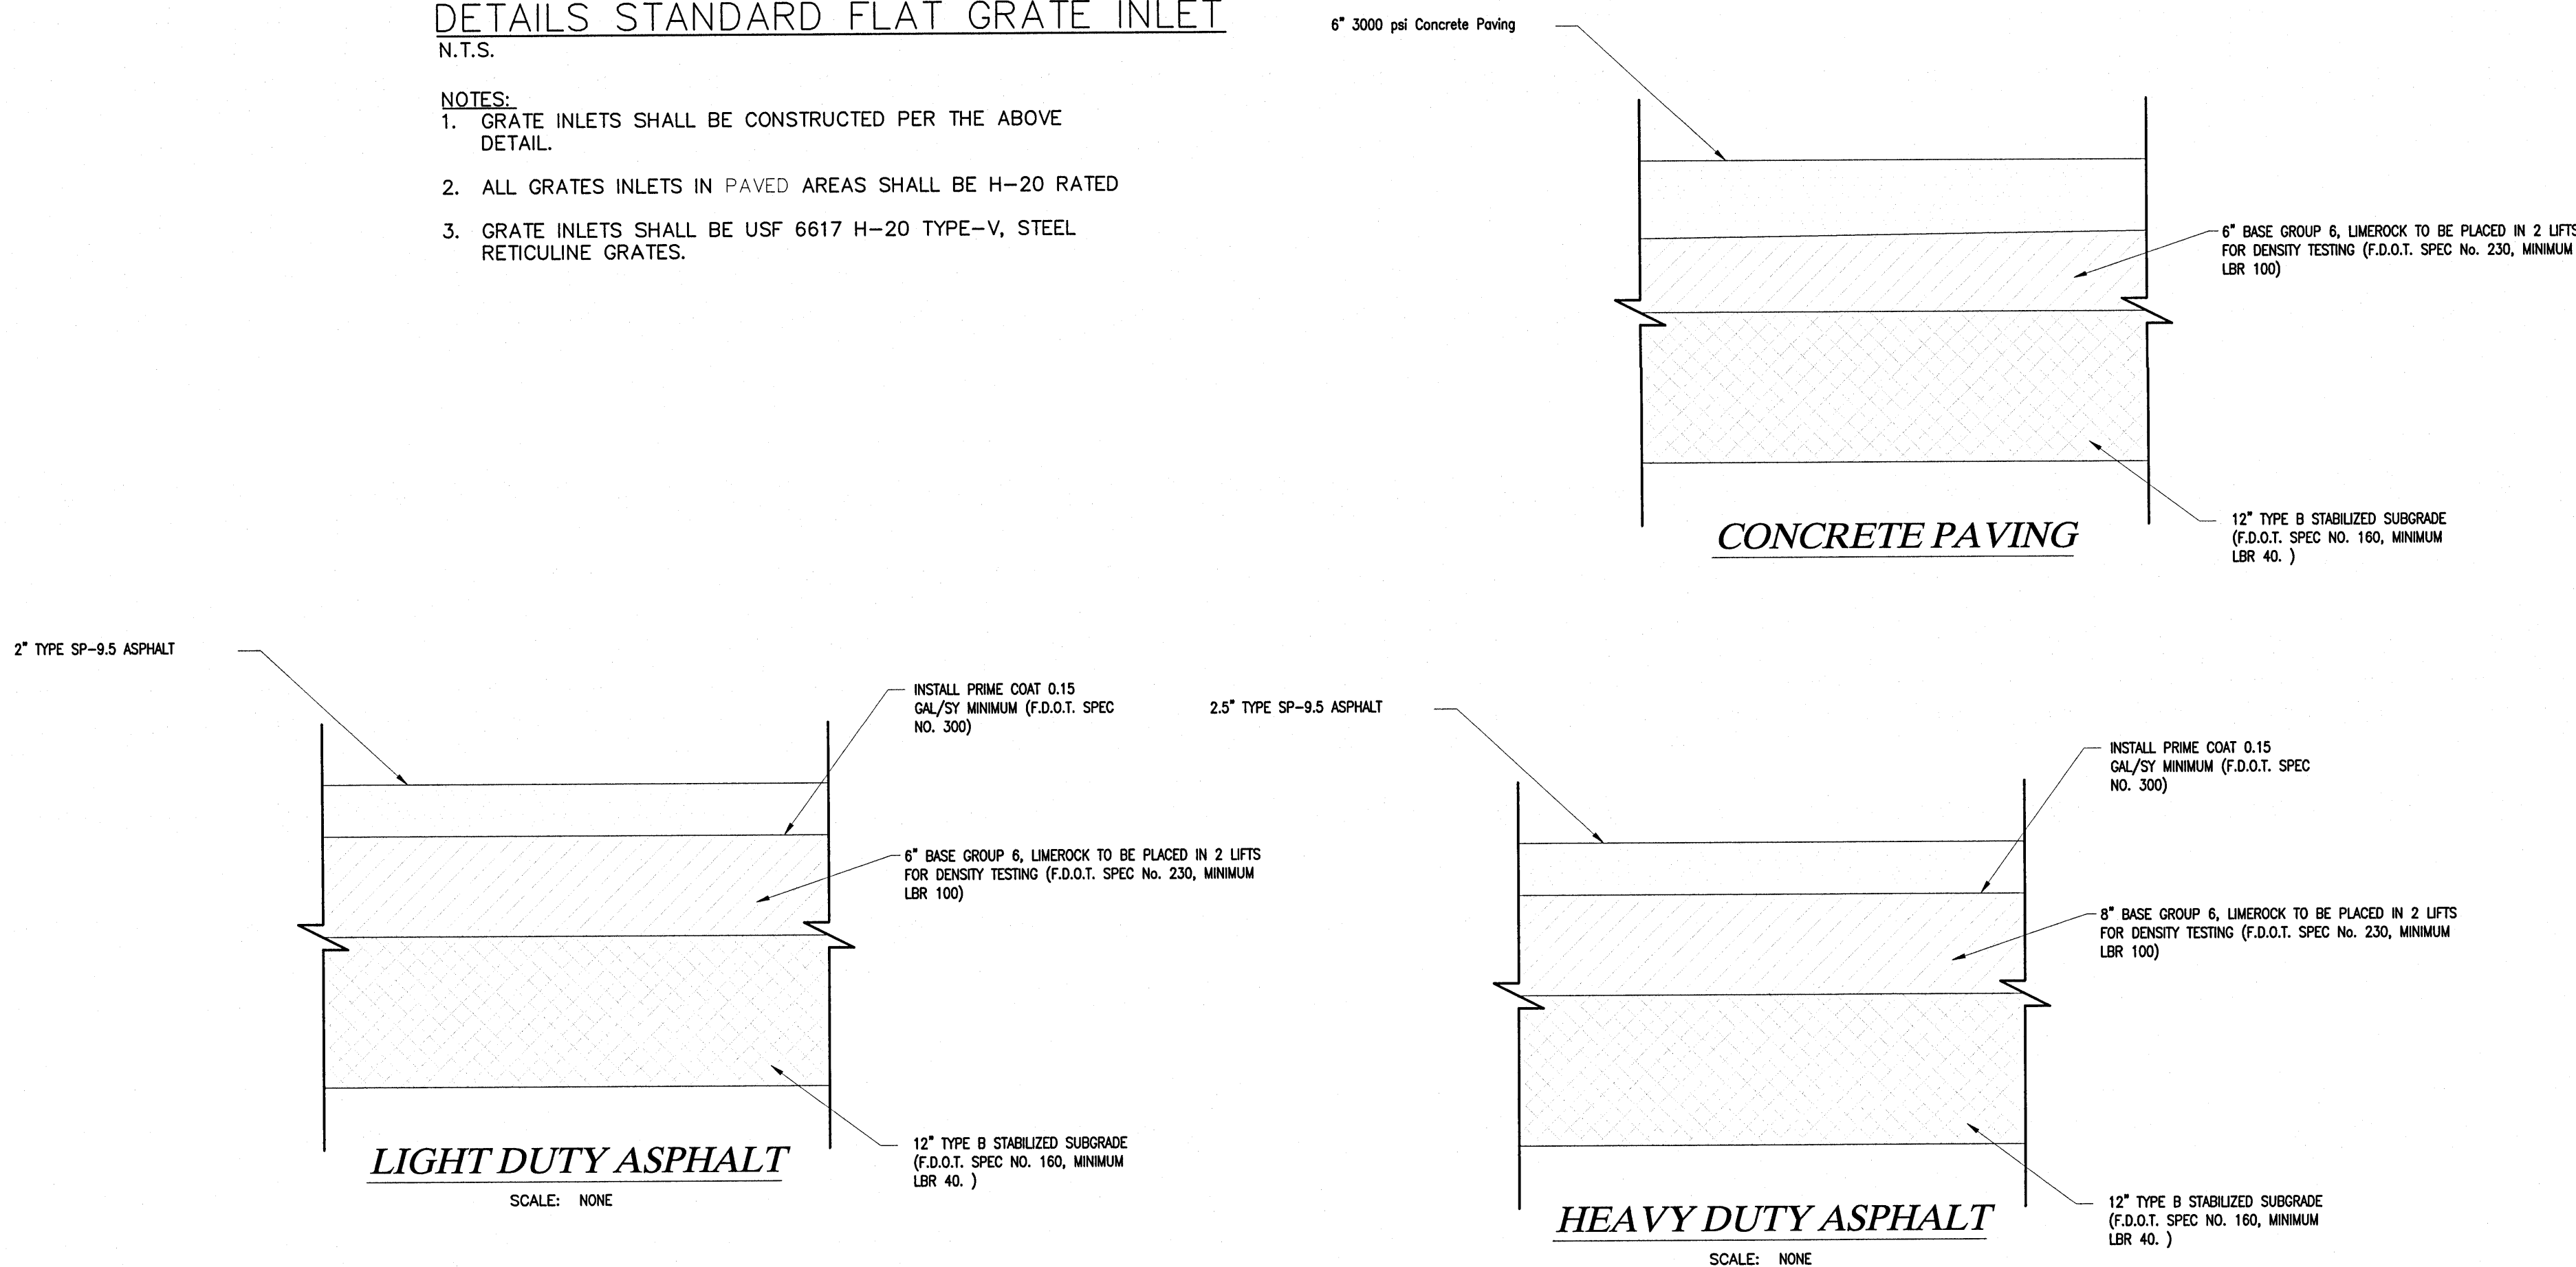 DETAILS STANDARD FLAT GRATE INLET
N.T.S.
NOTES:
1. GRATE INLETS SHALL BE CONSTRUCTED PER THE ABOVE
DETAIL.
2. ALL GRATES INLETS IN PAVED AREAS SHALL BE H-20 RATED
3. GRATE INLETS SHALL BE USF 6617 H-20 TYPE-V, STEEL
RETICULINE GRATES.
6" 3000 psi Concrete Paving
6" BASE GROUP 6, LIMEROCK TO BE PLACED IN 2 LIFTS
FOR DENSITY TESTING (F.D.O.T. SPEC No. 230, MINIMUM
LBR 100)
12" TYPE B STABILIZED SUBGRADE
(F.D.O.T. SPEC NO. 160, MINIMUM
LBR 40. )
CONCRETE PAVING
2" TYPE SP-9.5 ASPHALT
INSTALL PRIME COAT 0.15
GAL/SY MINIMUM (F.D.O.T. SPEC
NO. 300)
6" BASE GROUP 6, LIMEROCK TO BE PLACED IN 2 LIFTS
FOR DENSITY TESTING (F.D.O.T. SPEC No. 230, MINIMUM
LBR 100)
12" TYPE B STABILIZED SUBGRADE
(F.D.O.T. SPEC NO. 160, MINIMUM
LBR 40. )
LIGHT DUTY ASPHALT
SCALE: NONE
2.5" TYPE SP-9.5 ASPHALT
INSTALL PRIME COAT 0.15
GAL/SY MINIMUM (F.D.O.T. SPEC
NO. 300)
8" BASE GROUP 6, LIMEROCK TO BE PLACED IN 2 LIFTS
FOR DENSITY TESTING (F.D.O.T. SPEC No. 230, MINIMUM
LBR 100)
12" TYPE B STABILIZED SUBGRADE
(F.D.O.T. SPEC NO. 160, MINIMUM
LBR 40. )
HEAVY DUTY ASPHALT
SCALE: NONE